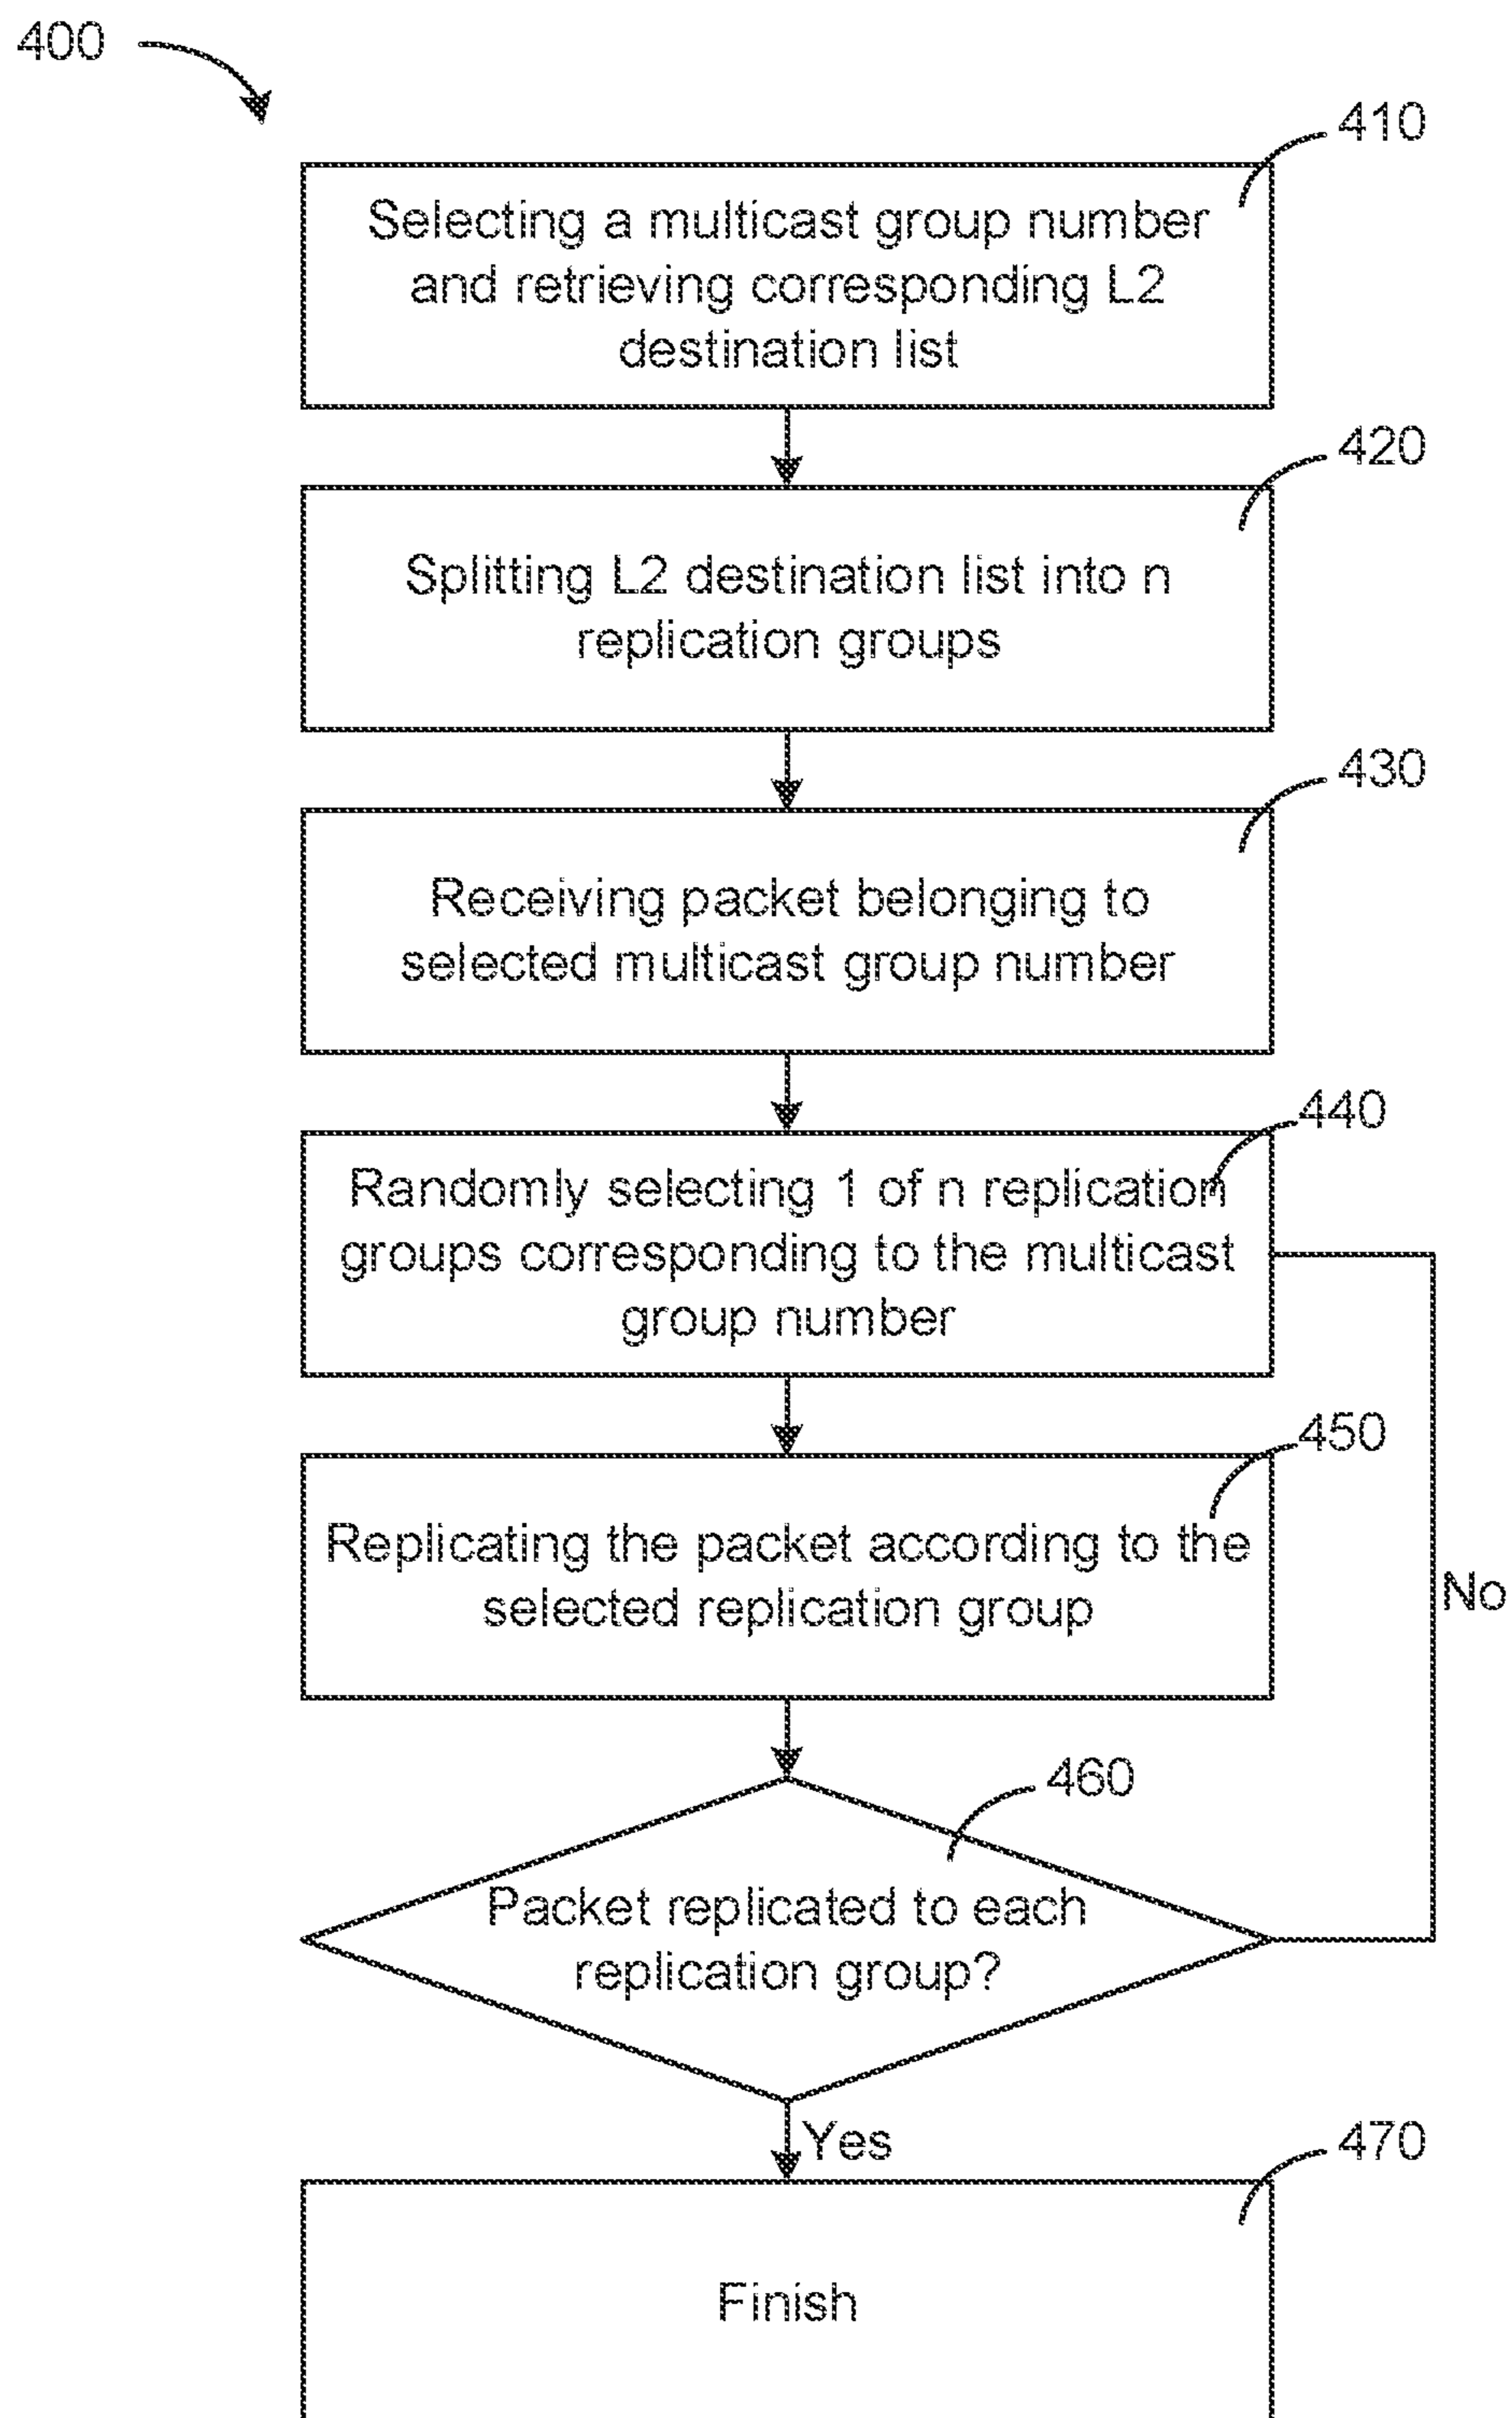 400
410
Selecting a multicast group number
and retrieving corresponding L2
destination list
420
Splitting L2 destination list into n
replication groups
430
Receiving packet belonging to
selected multicast group number
440
Randomly selecting 1 of n replication
groups corresponding to the multicast
group number
450
Replicating the packet according to the
selected replication group
No
460
Packet replicated to each
replication group?
Yes
470
Finish